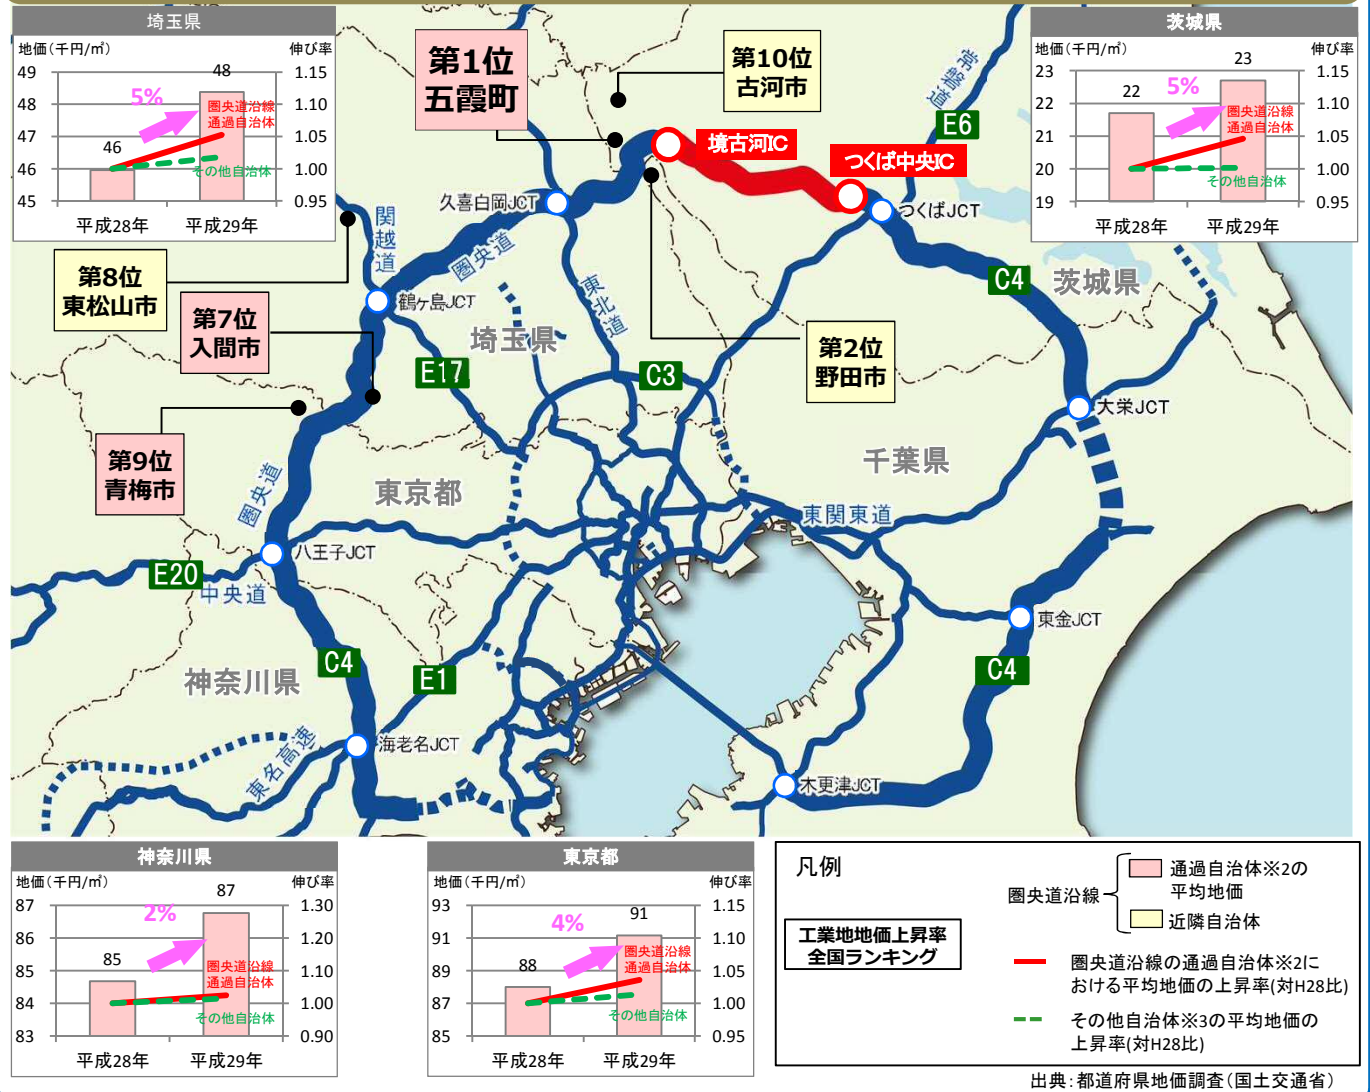 埼玉県
地価(千円/㎡)
伸び率
49
48
47
46
45
1.15
1.10
1.05
1.00
0.95
46
48
5%
圏央道沿線
通過自治体
その他自治体
平成28年
平成29年
茨城県
地価(千円/㎡)
伸び率
23
22
21
20
19
1.15
1.10
1.05
1.00
0.95
22
23
5%
圏央道沿線
通過自治体
その他自治体
平成28年
平成29年
第1位
五霞町
第10位
古河市
常磐道
E6
境古河IC
つくば中央IC
つくばJCT
久喜白岡JCT
関越道
圏央道
東北道
第8位
東松山市
第7位
入間市
鶴ヶ島JCT
埼玉県
C4
茨城県
第2位
野田市
E17
C3
大栄JCT
第9位
青梅市
千葉県
東京都
圏央道
東関東道
八王子JCT
E20
中央道
東金JCT
C4
E1
C4
神奈川県
海老名JCT
東名高速
木更津JCT
神奈川県
地価(千円/㎡)
伸び率
87
86
85
84
83
1.30
1.20
1.10
1.00
0.90
85
87
2%
圏央道沿線
通過自治体
その他自治体
平成28年
平成29年
東京都
地価(千円/㎡)
伸び率
93
91
89
87
85
1.15
1.10
1.05
1.00
0.95
88
91
4%
圏央道沿線
通過自治体
その他自治体
平成28年
平成29年
凡例
工業地地価上昇率
全国ランキング
圏央道沿線
通過自治体※2の
平均地価
近隣自治体
圏央道沿線の通過自治体※2に
おける平均地価の上昇率(対H28比)
その他自治体※3の平均地価の
上昇率(対H28比)
出典:都道府県地価調査(国土交通省)